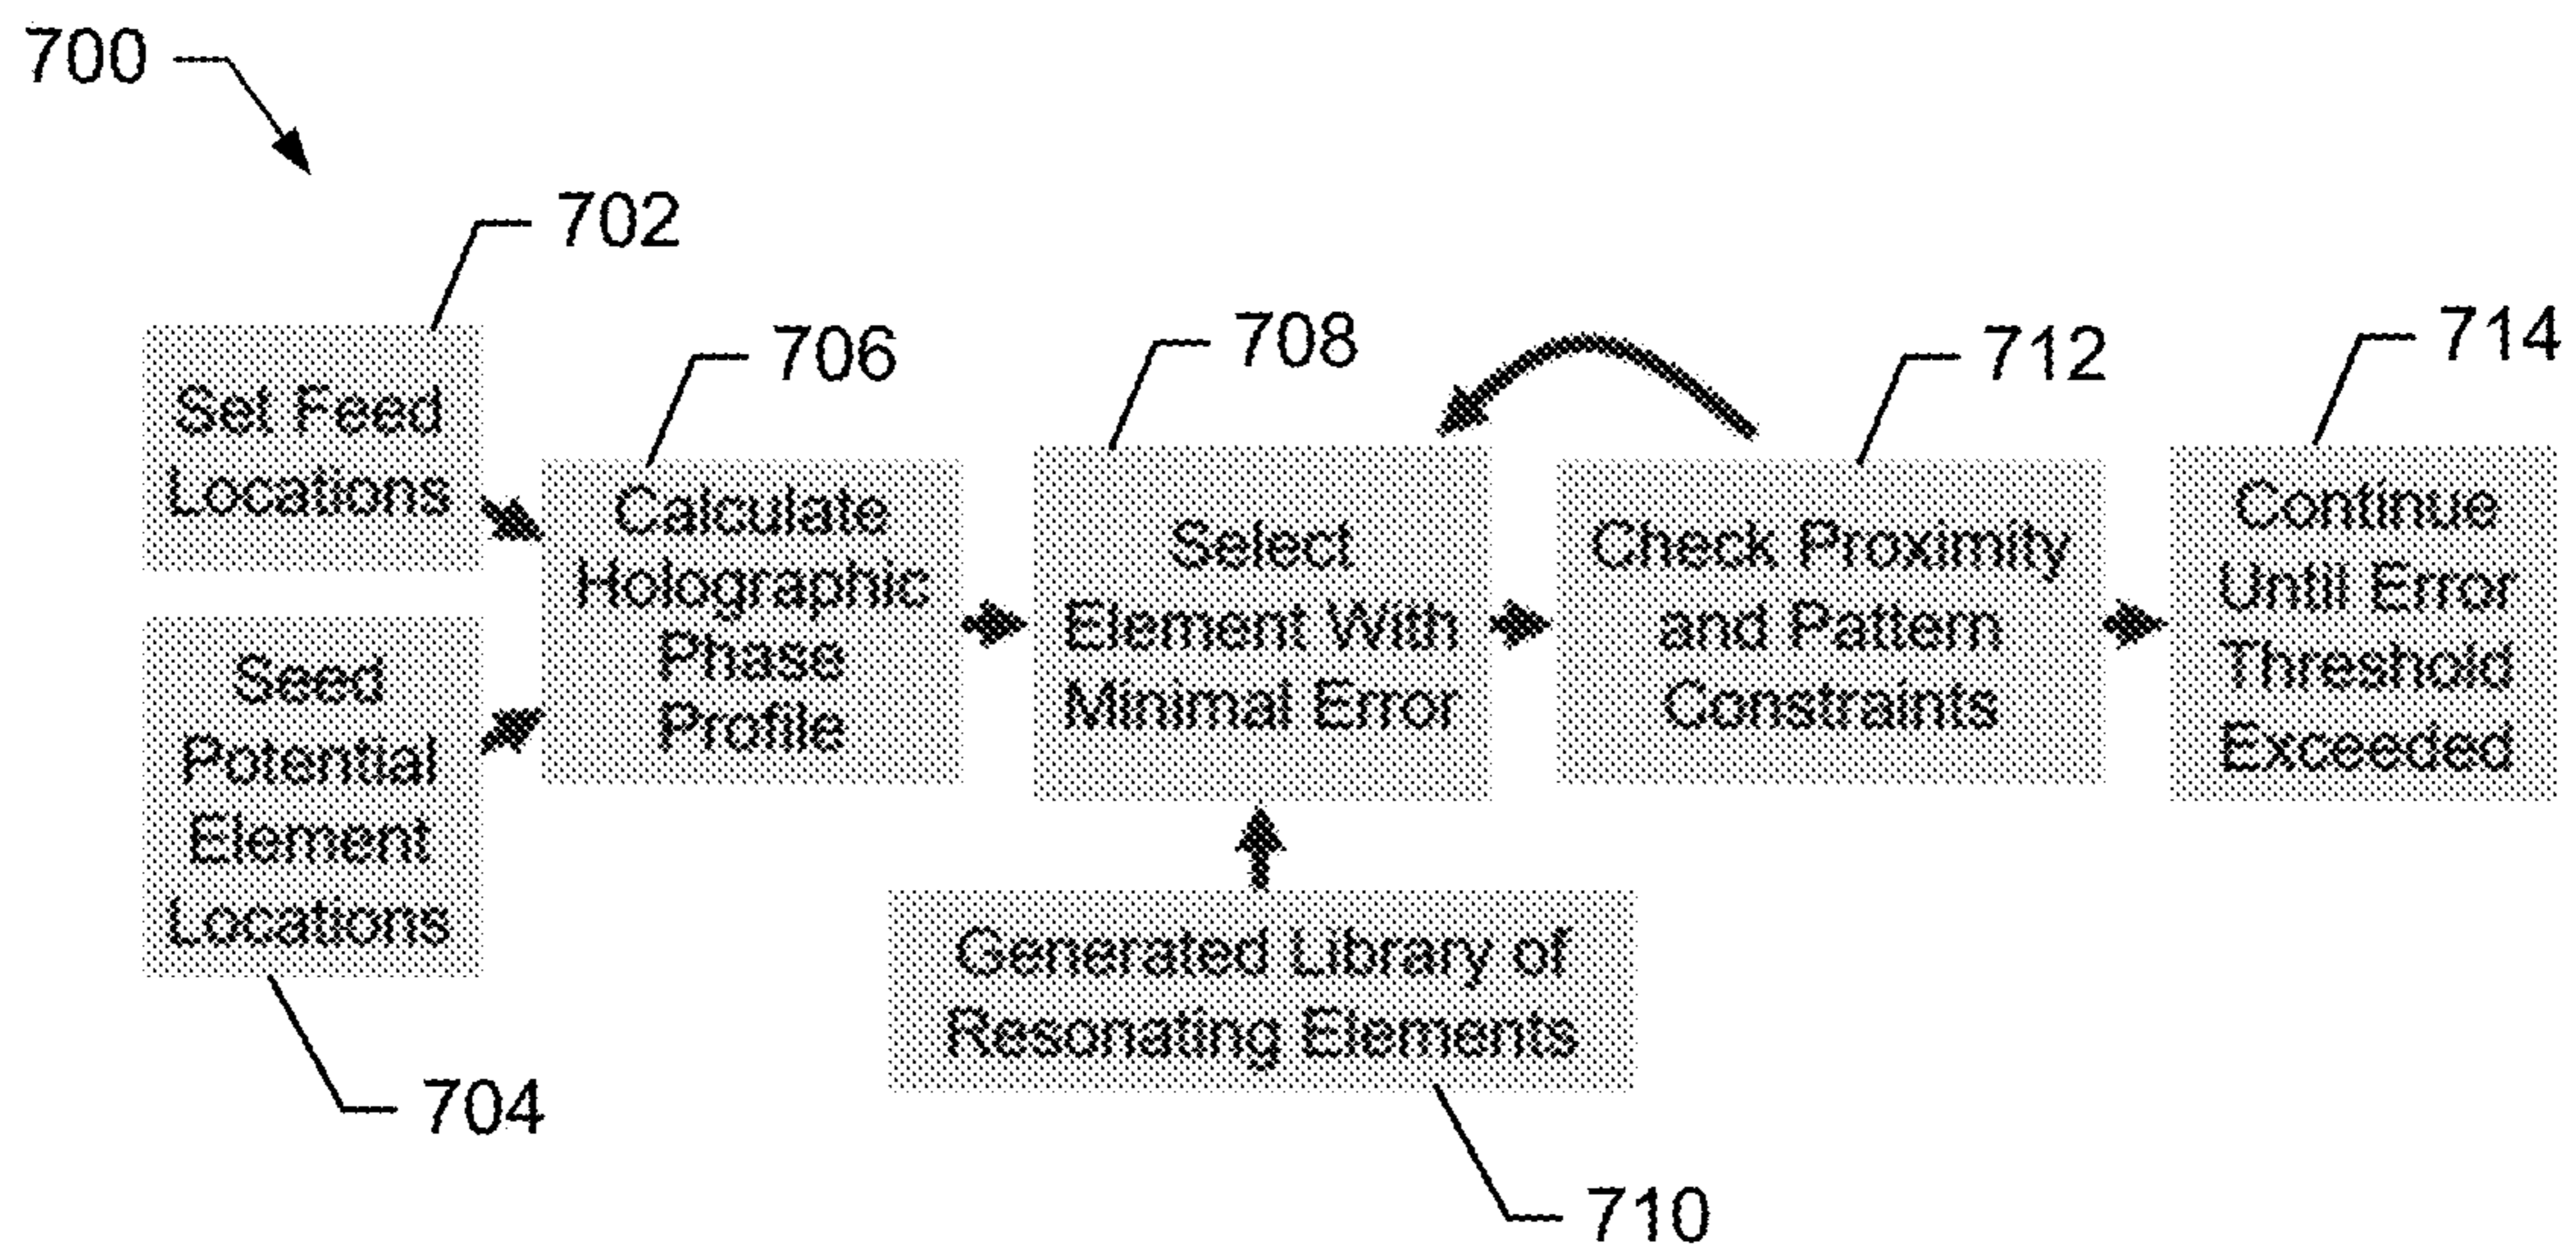 700
702
Set Feed
Locations
704
Seed
Potential
Element
Locations
706
Calculate
Holographic
Phase
Profile
708
Select
Element With
Minimal Error
710
Generated Library of
Resonating Elements
712
Check Proximity
and Pattern
Constraints
714
Continue
Until Error
Threshold
Exceeded